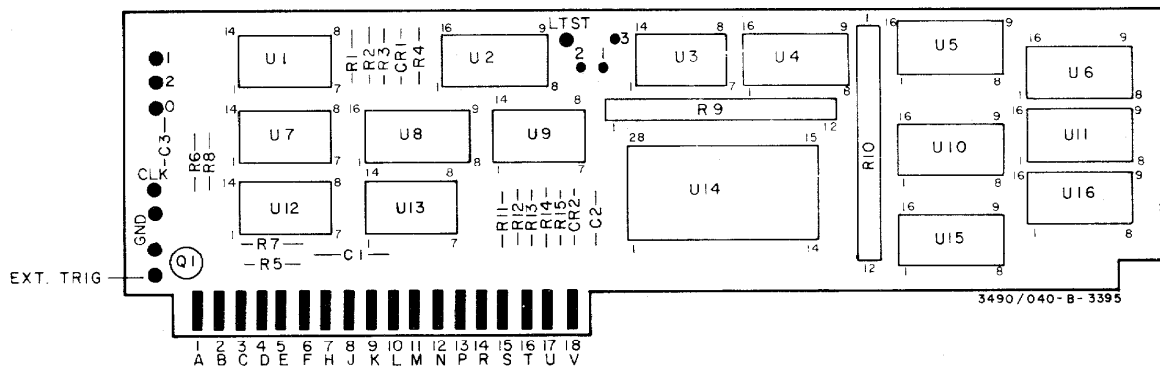 LTST
14 8 16 9 2 1 3 14 8 16 9 1 16 9
1 U1 R1 R2 R3 CR1 R4 U2 U3 U4 U5 16 9
2 U6
0 1 7 1 8 1 7 1 8 1 8
C3 14 8 16 9 14 8 R9 1 8
1 12 16 9
R6 R8 U7 U8 U9 28 15 R10 16 9 U11
U10
CLK 1 7 1 8 1 7 1 8
14 8 14 8 U14 1 8 16 9
U12 U13 R11 R12 R13 R14 R15 CR2 C2 U16
GND 16 9
1 7 1 7 1 14 U15 1 8
R7
C1
Q1 R5 12 1 8
EXT. TRIG
3490/040-B-3395
1 2 3 4 5 6 7 8 9 10 11 12 13 14 15 16 17 18
A B C D E F H J K L M N P R S T U V